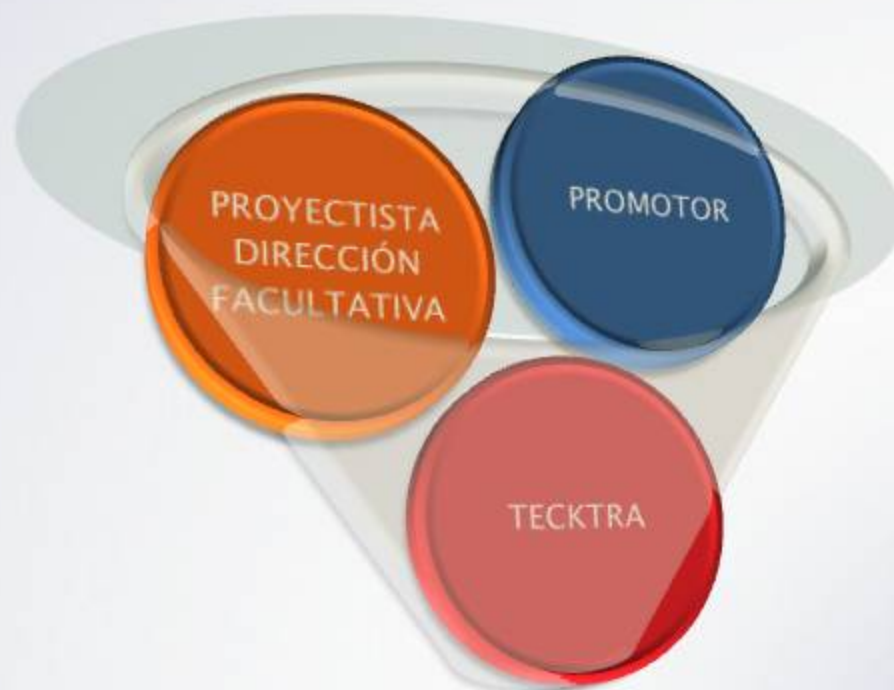 PROYECTISTA
DIRECCIÓN
FACULTATIVA
PROMOTOR
TECKTRA